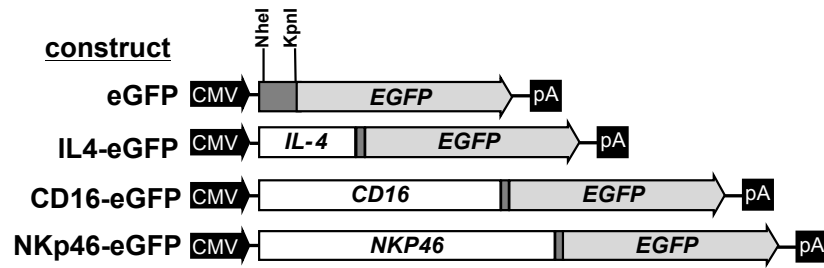 NheI
KpnI
construct
eGFP CMV EGFP pA
IL4-eGFP CMV IL-4 EGFP pA
CD16-eGFP CMV CD16 EGFP pA
NKp46-eGFP CMV NKP46 EGFP pA